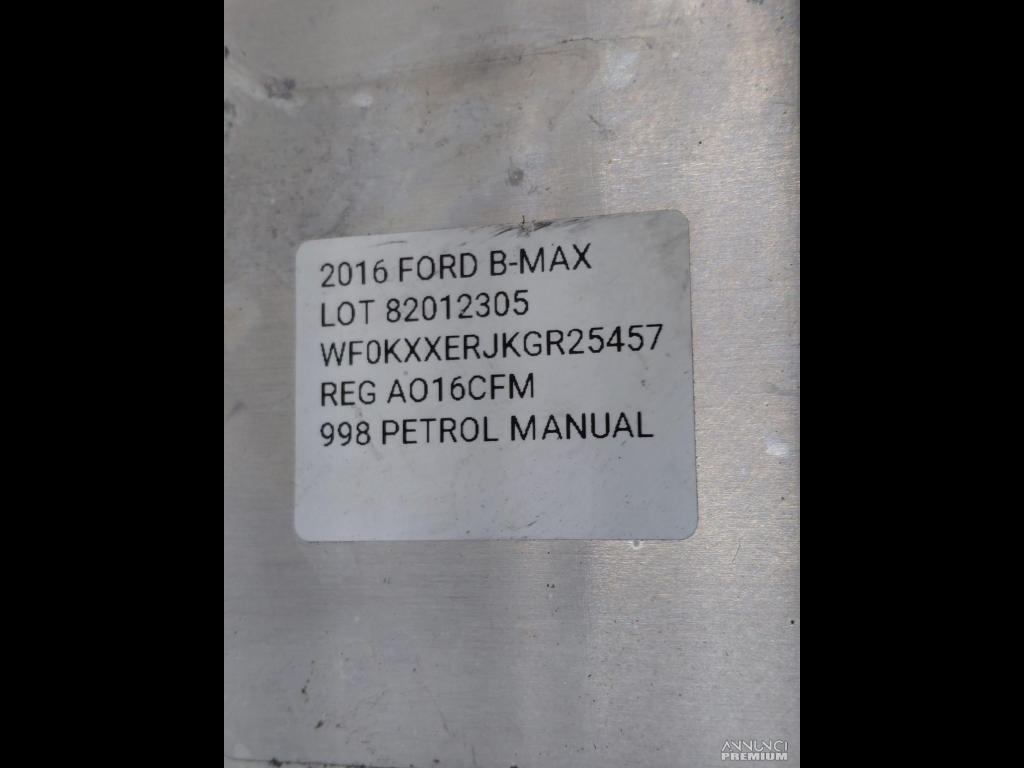 2016 FORD B-MAX
LOT 82012305
WF0KXXERJKGR25457
REG AO16CFM
998 PETROL MANUAL
ANNUNCI
PREMIUM